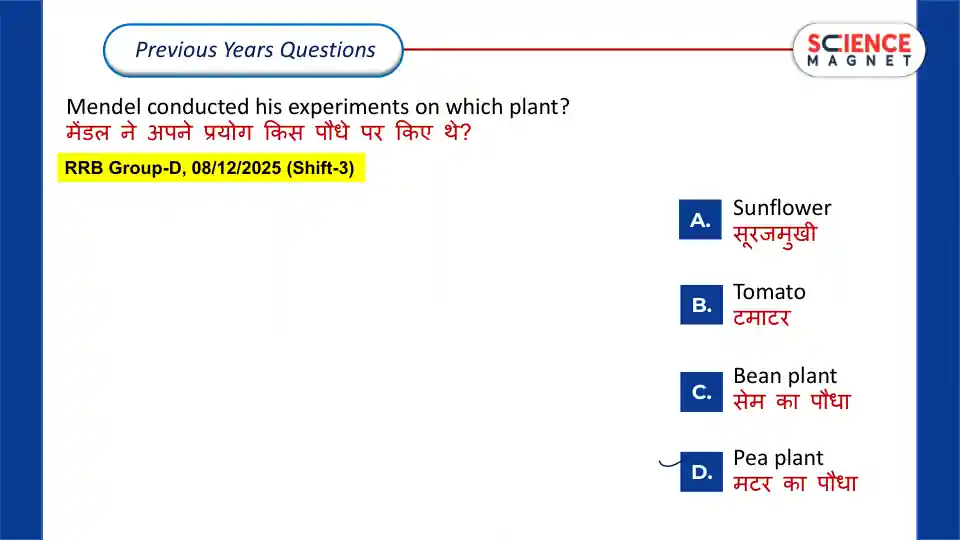 Previous Years Questions
SCIENCE
MAGNET
Mendel conducted his experiments on which plant?
मेंडल ने अपने प्रयोग किस पौधे पर किए थे?
RRB Group-D, 08/12/2025 (Shift-3)
A. Sunflower
सूरजमुखी
B. Tomato
टमाटर
C. Bean plant
सेम का पौधा
D. Pea plant
मटर का पौधा